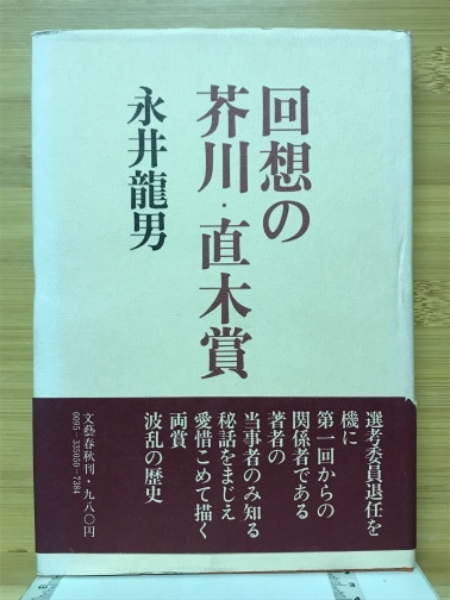 回想の
芥川・直木賞
永井龍男
選考委員退任を
機に
第一回からの
関係者である
著者の
当事者のみ知る
秘話をまじえ
愛惜こめて描く
両賞
波乱の歴史
文藝春秋刊・九八〇円
0095-335050-7384